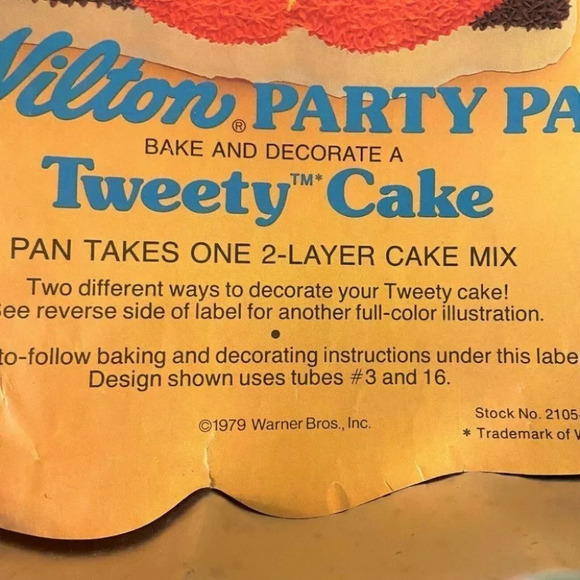 Wilton® PARTY PA
BAKE AND DECORATE A
Tweety™* Cake
PAN TAKES ONE 2-LAYER CAKE MIX
Two different ways to decorate your Tweety cake!
ee reverse side of label for another full-color illustration.
•
to-follow baking and decorating instructions under this labe
Design shown uses tubes #3 and 16.
©1979 Warner Bros., Inc.
Stock No. 2105-
* Trademark of W